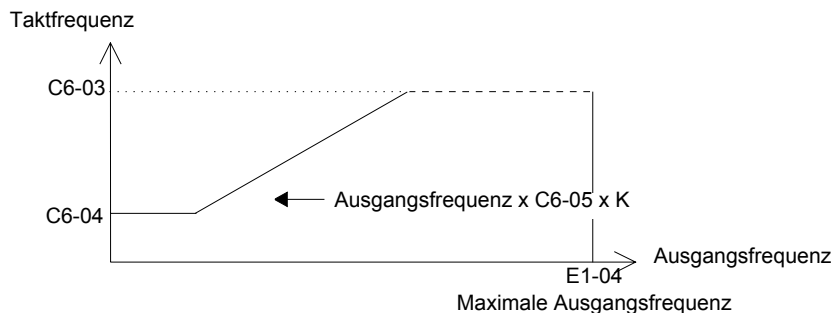 Taktfrequenz
C6-03
C6-04
Ausgangsfrequenz x C6-05 x K
Ausgangsfrequenz
E1-04
Maximale Ausgangsfrequenz